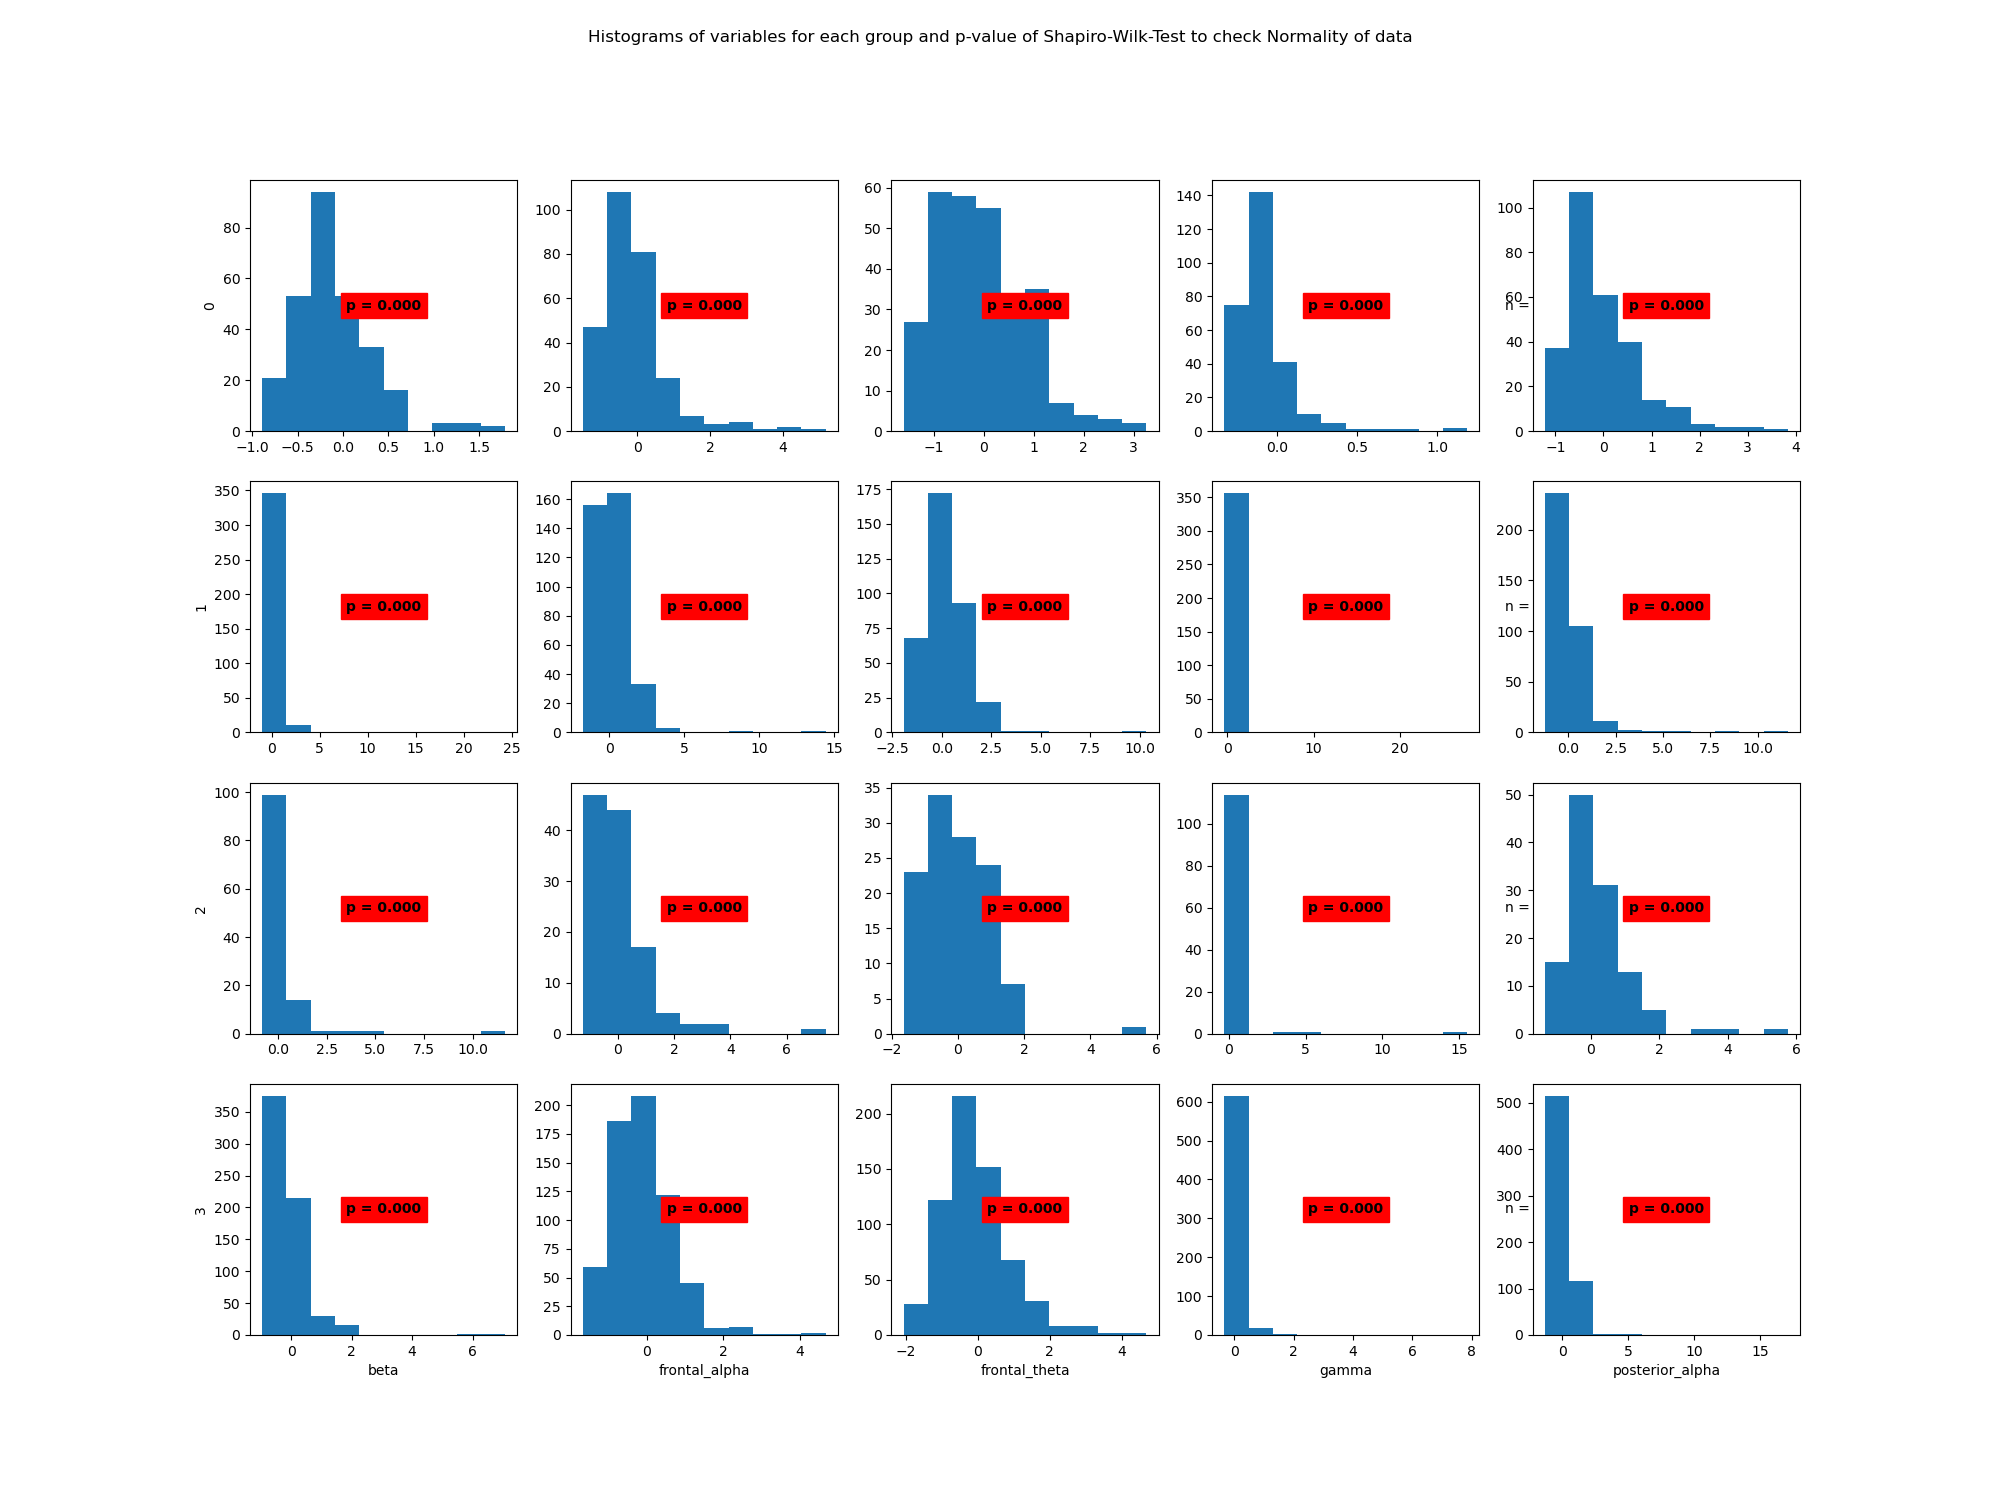 Histograms of variables for each group and p-value of Shapiro-Wilk-Test to check Normality of data
0
80
60
40
20
0
p = 0.000
−1.0 −0.5 0.0 0.5 1.0 1.5
100
80
60
40
20
0
p = 0.000
0 2 4
60
50
40
30
20
10
0
p = 0.000
−1 0 1 2 3
140
120
100
80
60
40
20
0
p = 0.000
0.0 0.5 1.0
100
80
60
40
20
0
n =
p = 0.000
−1 0 1 2 3 4
1
350
300
250
200
150
100
50
0
p = 0.000
0 5 10 15 20 25
160
140
120
100
80
60
40
20
0
p = 0.000
0 5 10 15
175
150
125
100
75
50
25
0
p = 0.000
−2.5 0.0 2.5 5.0 7.5 10.0
350
300
250
200
150
100
50
0
p = 0.000
0 10 20
200
150
100
50
0
n =
p = 0.000
0.0 2.5 5.0 7.5 10.0
2
100
80
60
40
20
0
p = 0.000
0.0 2.5 5.0 7.5 10.0
40
30
20
10
0
p = 0.000
0 2 4 6
35
30
25
20
15
10
5
0
p = 0.000
−2 0 2 4 6
100
80
60
40
20
0
p = 0.000
0 5 10 15
50
40
30
20
10
0
n =
p = 0.000
0 2 4 6
3
350
300
250
200
150
100
50
0
p = 0.000
0 2 4 6
beta
200
175
150
125
100
75
50
25
0
p = 0.000
0 2 4
frontal_alpha
200
150
100
50
0
p = 0.000
−2 0 2 4
frontal_theta
600
500
400
300
200
100
0
p = 0.000
0 2 4 6 8
gamma
500
400
300
200
100
0
n =
p = 0.000
0 5 10 15
posterior_alpha